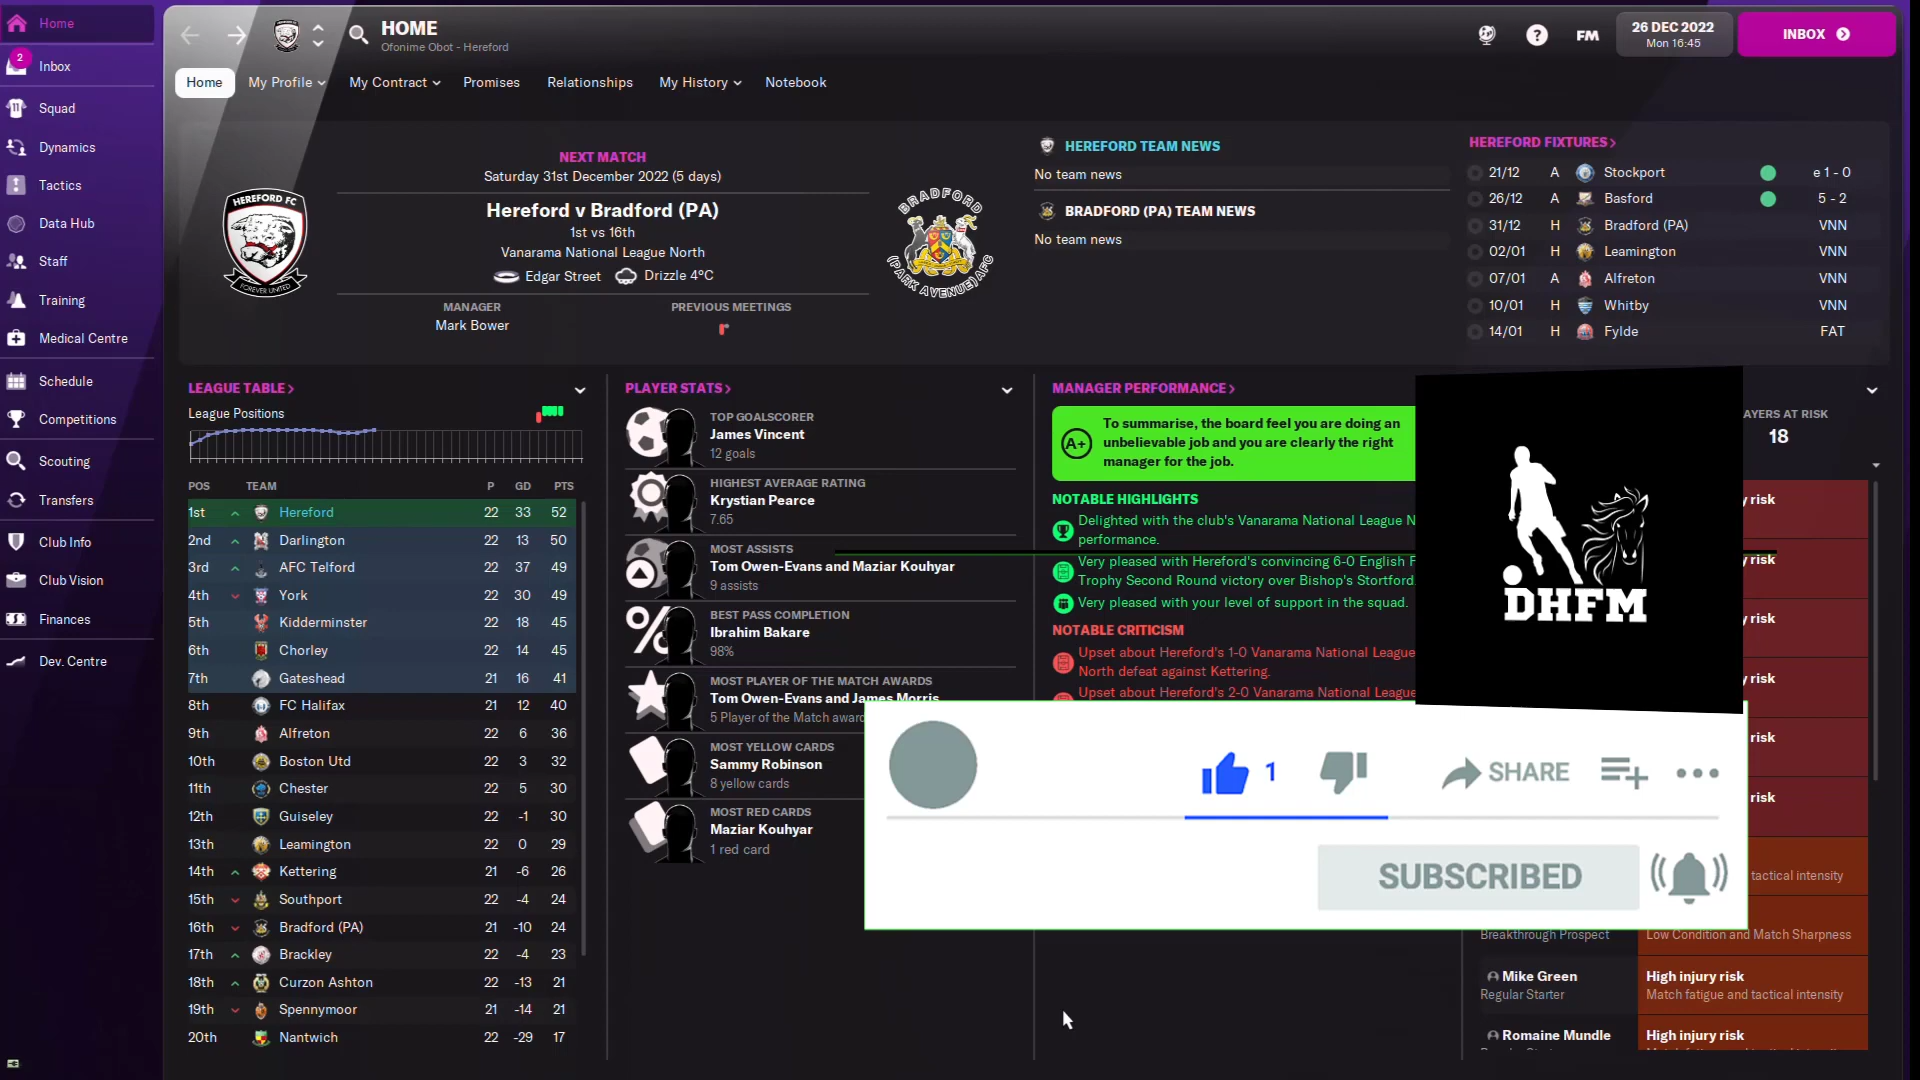 Home
2
Inbox
Squad
Dynamics
Tactics
Data Hub
Staff
Training
Medical Centre
Schedule
Competitions
Scouting
Transfers
Club Info
Club Vision
Finances
Dev. Centre
HOME
Ofonime Obot - Hereford
?
FM
26 DEC 2022
Mon 16:45
INBOX
Home My Profile My Contract Promises Relationships My History Notebook
HEREFORD FC
FOREVER UNITED
NEXT MATCH
Saturday 31st December 2022 (5 days)
Hereford v Bradford (PA)
1st vs 16th
Vanarama National League North
Edgar Street Drizzle 4ºC
MANAGER
Mark Bower
PREVIOUS MEETINGS
BRADFORD
(PARK AVENUE) AFC
HEREFORD TEAM NEWS
No team news
BRADFORD (PA) TEAM NEWS
No team news
HEREFORD FIXTURES
21/12 A Stockport e 1 - 0
26/12 A Basford 5 - 2
31/12 H Bradford (PA) VNN
02/01 H Leamington VNN
07/01 A Alfreton VNN
10/01 H Whitby VNN
14/01 H Fylde FAT
LEAGUE TABLE
League Positions
POS TEAM P GD PTS
1st Hereford 22 33 52
2nd Darlington 22 13 50
3rd AFC Telford 22 37 49
4th York 22 30 49
5th Kidderminster 22 18 45
6th Chorley 22 14 45
7th Gateshead 21 16 41
8th FC Halifax 21 12 40
9th Alfreton 22 6 36
10th Boston Utd 22 3 32
11th Chester 22 5 30
12th Guiseley 22 -1 30
13th Leamington 22 0 29
14th Kettering 21 -6 26
15th Southport 22 -4 24
16th Bradford (PA) 21 -10 24
17th Brackley 22 -4 23
18th Curzon Ashton 22 -13 21
19th Spennymoor 21 -14 21
20th Nantwich 22 -29 17
PLAYER STATS
TOP GOALSCORER
James Vincent
12 goals
HIGHEST AVERAGE RATING
Krystian Pearce
7.65
MOST ASSISTS
Tom Owen-Evans and Maziar Kouhyar
9 assists
BEST PASS COMPLETION
Ibrahim Bakare
98%
MOST PLAYER OF THE MATCH AWARDS
Tom Owen-Evans and James Morris
5 Player of the Match awar
MOST YELLOW CARDS
Sammy Robinson
8 yellow cards
MOST RED CARDS
Maziar Kouhyar
1 red card
MANAGER PERFORMANCE
A+
To summarise, the board feel you are doing an
unbelievable job and you are clearly the right
manager for the job.
NOTABLE HIGHLIGHTS
Delighted with the club's Vanarama National League N
performance.
Very pleased with Hereford's convincing 6-0 English F
Trophy Second Round victory over Bishop's Stortford.
Very pleased with your level of support in the squad.
NOTABLE CRITICISM
Upset about Hereford's 1-0 Vanarama National League
North defeat against Kettering.
Upset about Hereford's 2-0 Vanarama National League
DHFM
AYERS AT RISK
18
y risk
y risk
y risk
y risk
y risk
y risk
tactical intensity
1
SHARE
SUBSCRIBED
Breakthrough Prospect Low Condition and Match Sharpness
Mike Green High injury risk
Regular Starter Match fatigue and tactical intensity
Romaine Mundle High injury risk